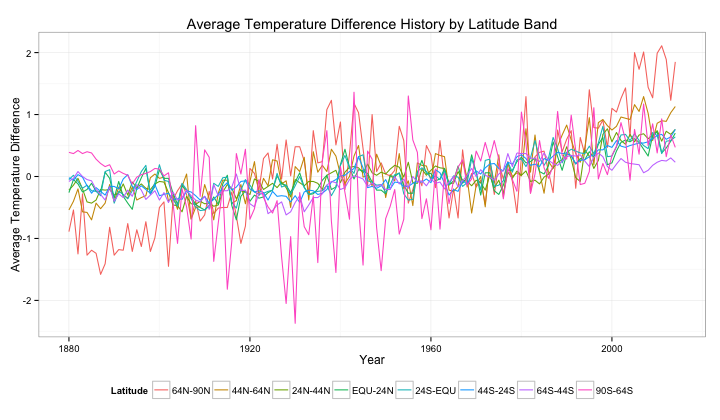 Average Temperature Difference History by Latitude Band
Average Temperature Difference
2
1
0
-1
-2
1880 1920 1960 2000
Year
Latitude 64N-90N 44N-64N 24N-44N EQU-24N 24S-EQU 44S-24S 64S-44S 90S-64S